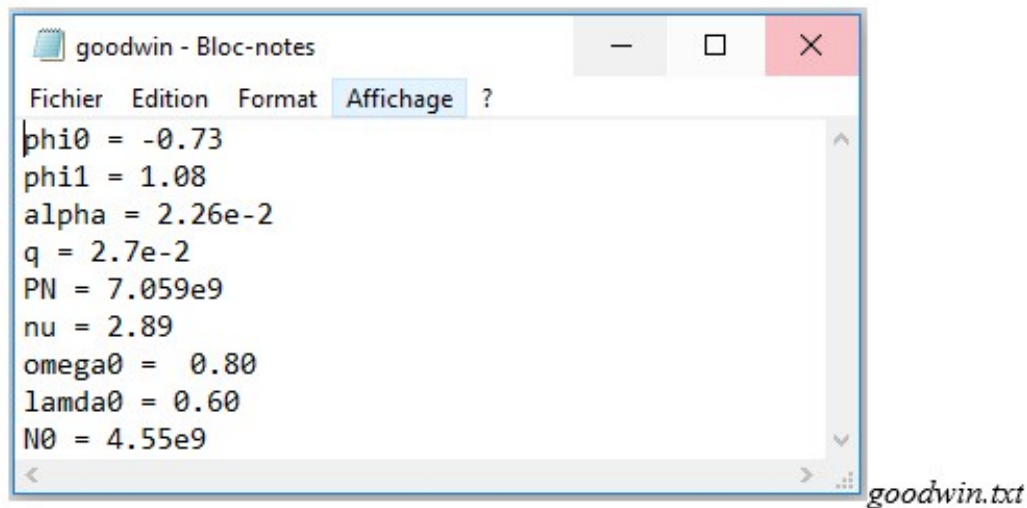 goodwin - Bloc-notes
Fichier Edition Format Affichage ?
phi0 = -0.73
phi1 = 1.08
alpha = 2.26e-2
q = 2.7e-2
PN = 7.059e9
nu = 2.89
omega0 =  0.80
lamda0 = 0.60
N0 = 4.55e9
goodwin.txt